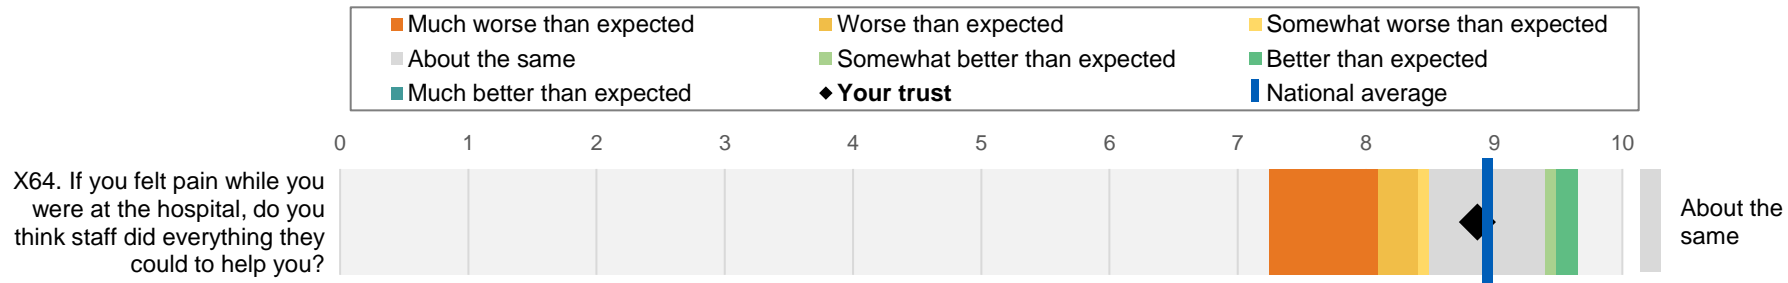 Much worse than expected
Worse than expected
Somewhat worse than expected
About the same
Somewhat better than expected
Better than expected
Much better than expected
Your trust
National average
0 1 2 3 4 5 6 7 8 9 10
X64. If you felt pain while you
were at the hospital, do you
think staff did everything they
could to help you?
About the
same